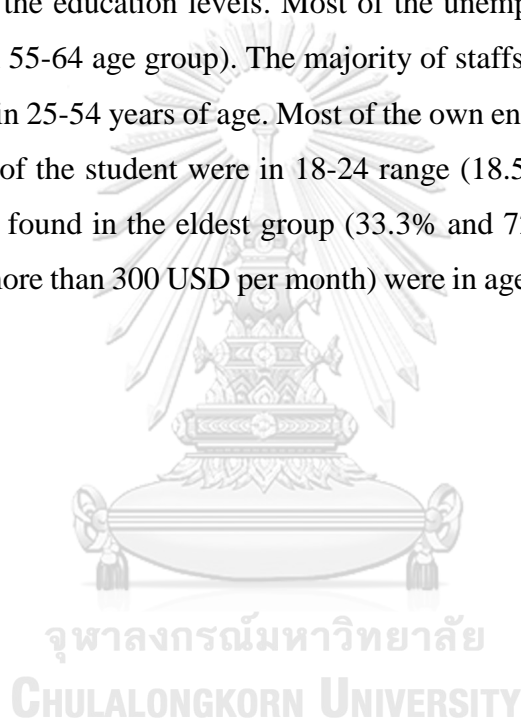 the education levels. Most of the unemp
55-64 age group). The majority of staffs
in 25-54 years of age. Most of the own en
of the student were in 18-24 range (18.5
found in the eldest group (33.3% and 7
more than 300 USD per month) were in age
จุฬาลงกรณ์มหาวิทยาลัย
CHULALONGKORN UNIVERSITY